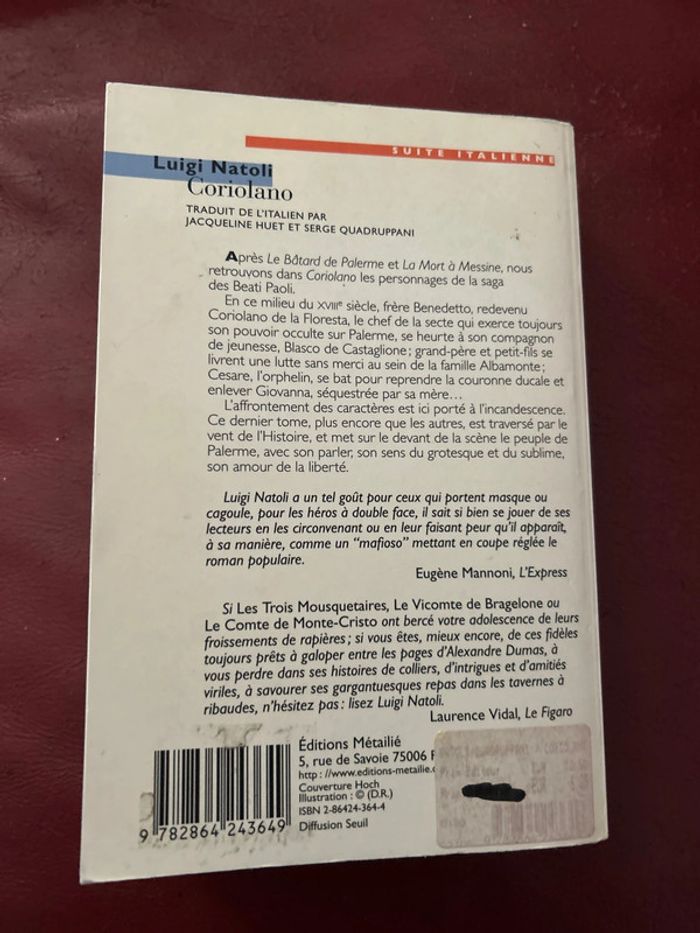 SUITE ITALIENNE
Luigi Natoli
Coriolano
TRADUIT DE L'ITALIEN PAR
JACQUELINE HUET ET SERGE QUADRUPPANI
Après Le Bâtard de Palerme et La Mort à Messine, nous
retrouvons dans Coriolano les personnages de la saga
des Beati Paoli.
En ce milieu du XVIIIe siècle, frère Benedetto, redevenu
Coriolano de la Floresta, le chef de la secte qui exerce toujours
son pouvoir occulte sur Palerme, se heurte à son compagnon
de jeunesse, Blasco de Castaglione ; grand-père et petit-fils se
livrent une lutte sans merci au sein de la famille Albamonte ;
Cesare, l'orphelin, se bat pour reprendre la couronne ducale et
enlever Giovanna, séquestrée par sa mère…
L'affrontement des caractères est ici porté à l'incandescence.
Ce dernier tome, plus encore que les autres, est traversé par le
vent de l'Histoire, et met sur le devant de la scène le peuple de
Palerme, avec son parler, son sens du grotesque et du sublime,
son amour de la liberté.
Luigi Natoli a un tel goût pour ceux qui portent masque ou
cagoule, pour les héros à double face, il sait si bien se jouer de ses
lecteurs en les circonvenant ou en leur faisant peur qu'il apparaît,
à sa manière, comme un "mafioso" mettant en coupe réglée le
roman populaire.
Eugène Mannoni, L'Express
Si Les Trois Mousquetaires, Le Vicomte de Bragelone ou
Le Comte de Monte-Cristo ont bercé votre adolescence de leurs
froissements de rapières ; si vous êtes, mieux encore, de ces fidèles
toujours prêts à galoper entre les pages d'Alexandre Dumas, à
vous perdre dans ses histoires de colliers, d'intrigues et d'amitiés
viriles, à savourer ses gargantuesques repas dans les tavernes à
ribaudes, n'hésitez pas : lisez Luigi Natoli.
Laurence Vidal, Le Figaro
Éditions Métailié
5, rue de Savoie 75006
http : //www.editions-metailie.
Couverture Hoch
Illustration : © (D.R.)
ISBN 2-86424-364-4
Diffusion Seuil
9 782864 243649